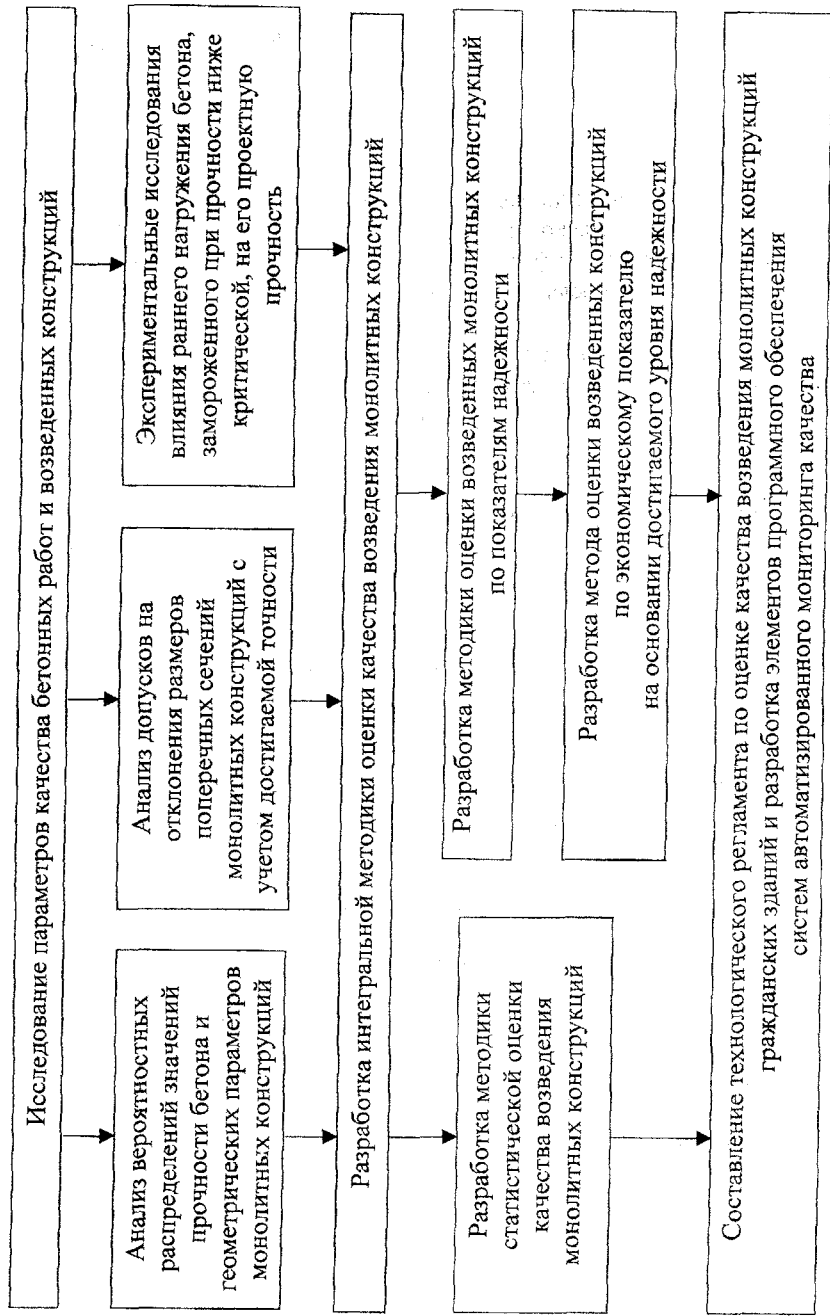 Исследование параметров качества бетонных работ и возведенных конструкций
Анализ вероятностных
распределений значений
прочности бетона и
геометрических параметров
монолитных конструкций
Анализ допусков на
отклонения размеров
поперечных сечений
монолитных конструкций с
учетом достигаемой точности
Экспериментальные исследования
влияния раннего нагружения бетона,
замороженного при прочности ниже
критической, на его проектную
прочность
Разработка интегральной методики оценки качества возведения монолитных конструкций
Разработка методики
статистической оценки
качества возведения
монолитных конструкций
Разработка методики оценки возведенных монолитных конструкций
по показателям надежности
Разработка метода оценки возведенных конструкций
по экономическому показателю
на основании достигаемого уровня надежности
Составление технологического регламента по оценке качества возведения монолитных конструкций
гражданских зданий и разработка элементов программного обеспечения
систем автоматизированного мониторинга качества